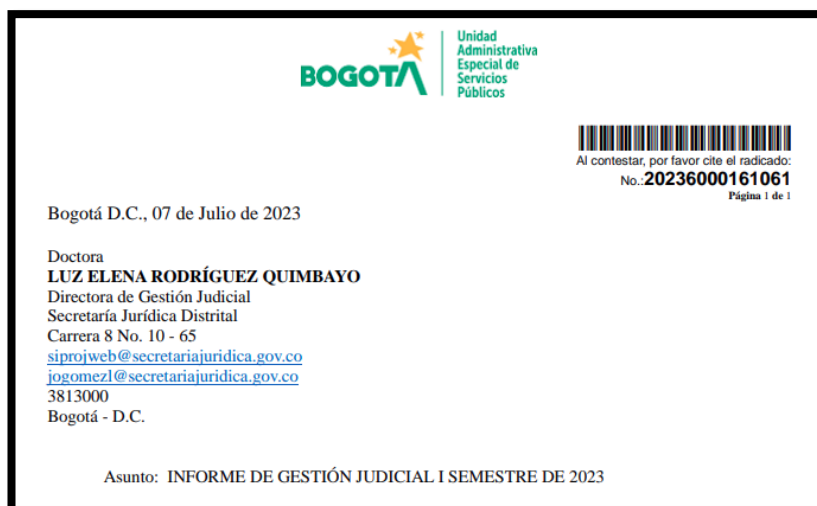 BOGOTÁ
Unidad
Administrativa
Especial de
Servicios
Públicos
Al contestar, por favor cite el radicado:
No.:20236000161061
Página 1 de 1
Bogotá D.C., 07 de Julio de 2023
Doctora
LUZ ELENA RODRÍGUEZ QUIMBAYO
Directora de Gestión Judicial
Secretaría Jurídica Distrital
Carrera 8 No. 10 - 65
siprojweb@secretariajuridica.gov.co
jogomezl@secretariajuridica.gov.co
3813000
Bogotá - D.C.
Asunto: INFORME DE GESTIÓN JUDICIAL I SEMESTRE DE 2023